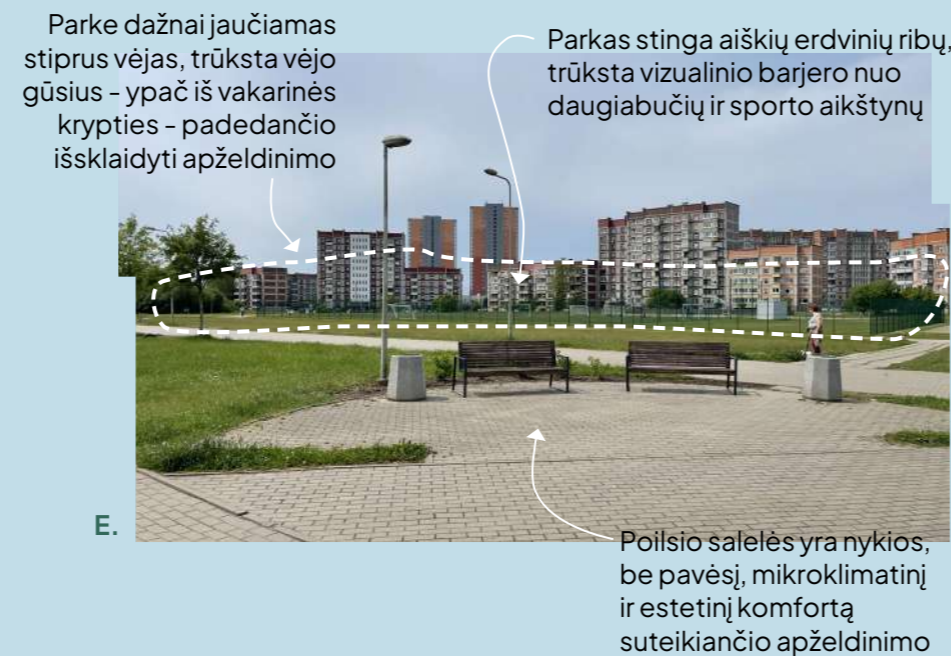 Parke dažnai jaučiamas
stiprus vėjas, trūksta vėjo
gūsius - ypač iš vakarinės
krypties - padedančio
išsklaidyti apželdinimo
Parkas stinga aiškių erdvinių ribų,
trūksta vizualinio barjero nuo
daugiabučių ir sporto aikštynų
E.
Poilsio salelės yra nykios,
be pavėsį, mikroklimatinį
ir estetinį komfortą
suteikiančio apželdinimo